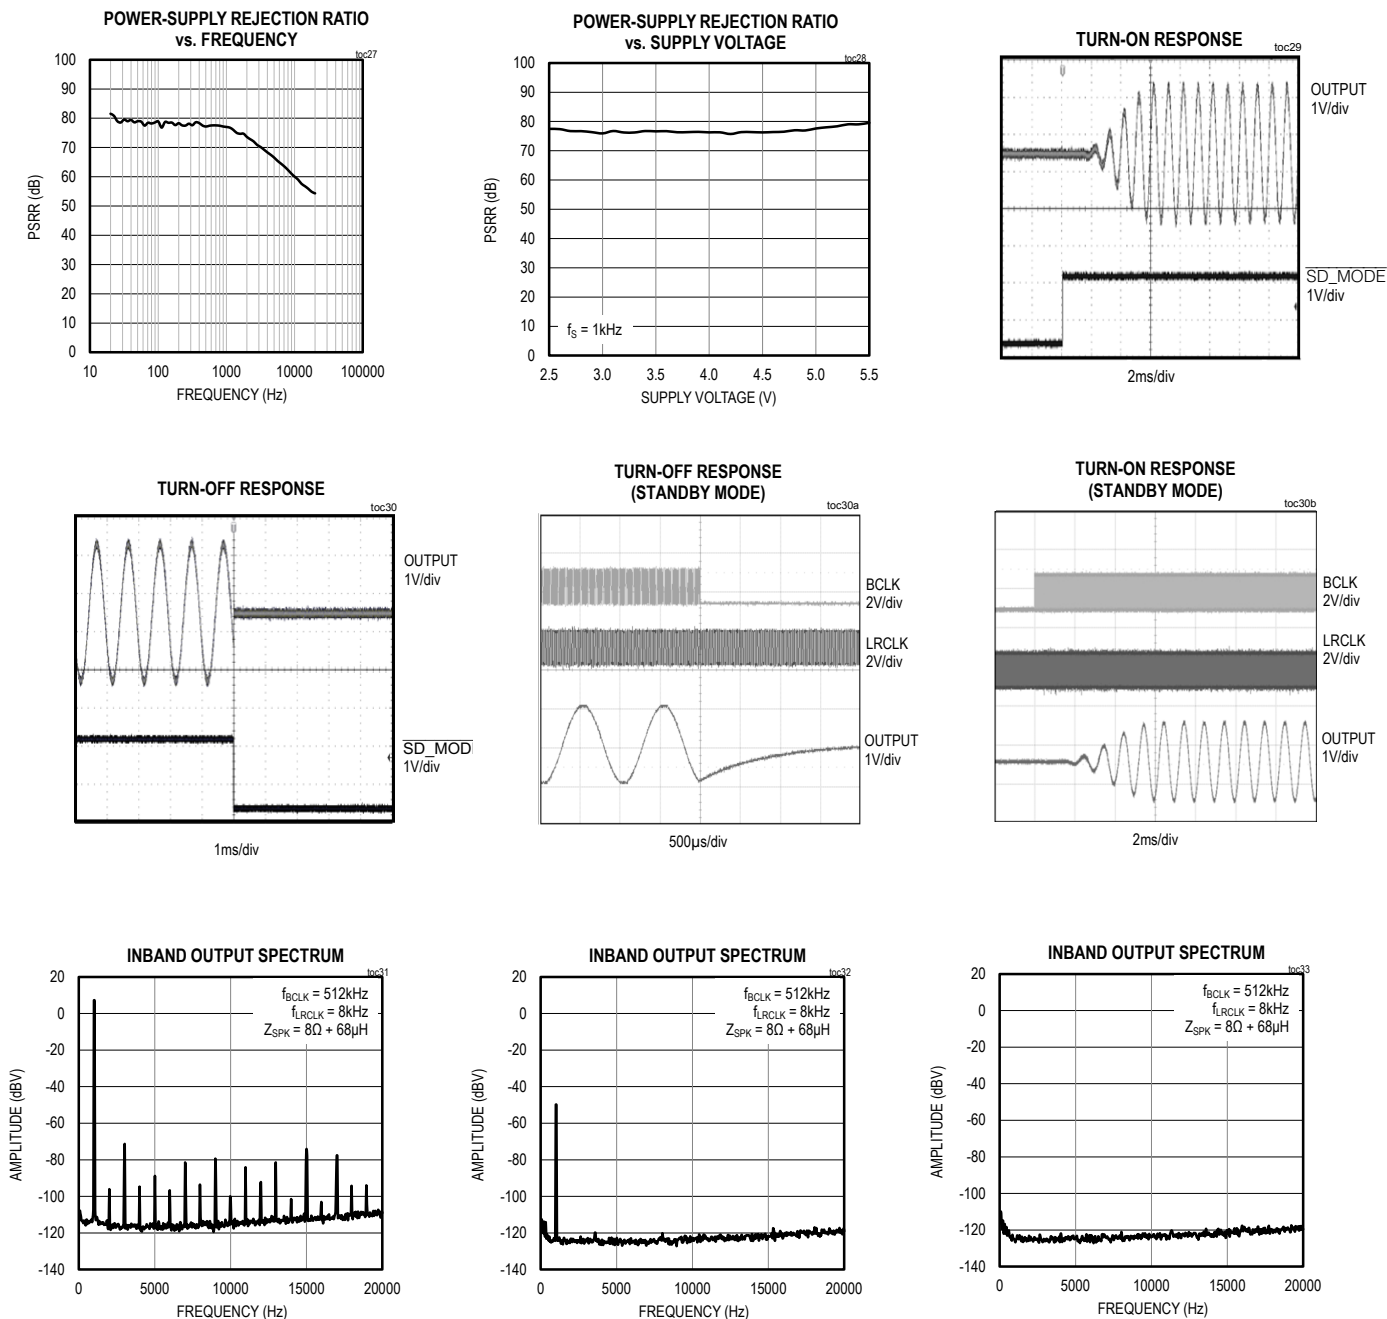 POWER-SUPPLY REJECTION RATIO
vs. FREQUENCY
toc27
100
90
80
70
60
50
40
30
20
10
0
PSRR (dB)
10
100
1000
10000
100000
FREQUENCY (Hz)
POWER-SUPPLY REJECTION RATIO
vs. SUPPLY VOLTAGE
toc28
100
90
80
70
60
50
40
30
20
10
0
PSRR (dB)
fS = 1kHz
2.5
3.0
3.5
4.0
4.5
5.0
5.5
SUPPLY VOLTAGE (V)
TURN-ON RESPONSE
toc29
OUTPUT
1V/div
SD_MODE
1V/div
2ms/div
TURN-OFF RESPONSE
toc30
OUTPUT
1V/div
SD_MOD
1V/div
1ms/div
TURN-OFF RESPONSE
(STANDBY MODE)
toc30a
BCLK
2V/div
LRCLK
2V/div
OUTPUT
1V/div
500µs/div
TURN-ON RESPONSE
(STANDBY MODE)
toc30b
BCLK
2V/div
LRCLK
2V/div
OUTPUT
1V/div
2ms/div
INBAND OUTPUT SPECTRUM
toc31
20
0
-20
-40
-60
-80
-100
-120
-140
AMPLITUDE (dBV)
fBCLK = 512kHz
fLRCLK = 8kHz
ZSPK = 8Ω + 68µH
0
5000
10000
15000
20000
FREQUENCY (Hz)
INBAND OUTPUT SPECTRUM
toc32
20
0
-20
-40
-60
-80
-100
-120
-140
AMPLITUDE (dBV)
fBCLK = 512kHz
fLRCLK = 8kHz
ZSPK = 8Ω + 68µH
0
5000
10000
15000
20000
FREQUENCY (Hz)
INBAND OUTPUT SPECTRUM
toc33
20
0
-20
-40
-60
-80
-100
-120
-140
AMPLITUDE (dBV)
fBCLK = 512kHz
fLRCLK = 8kHz
ZSPK = 8Ω + 68µH
0
5000
10000
15000
20000
FREQUENCY (Hz)